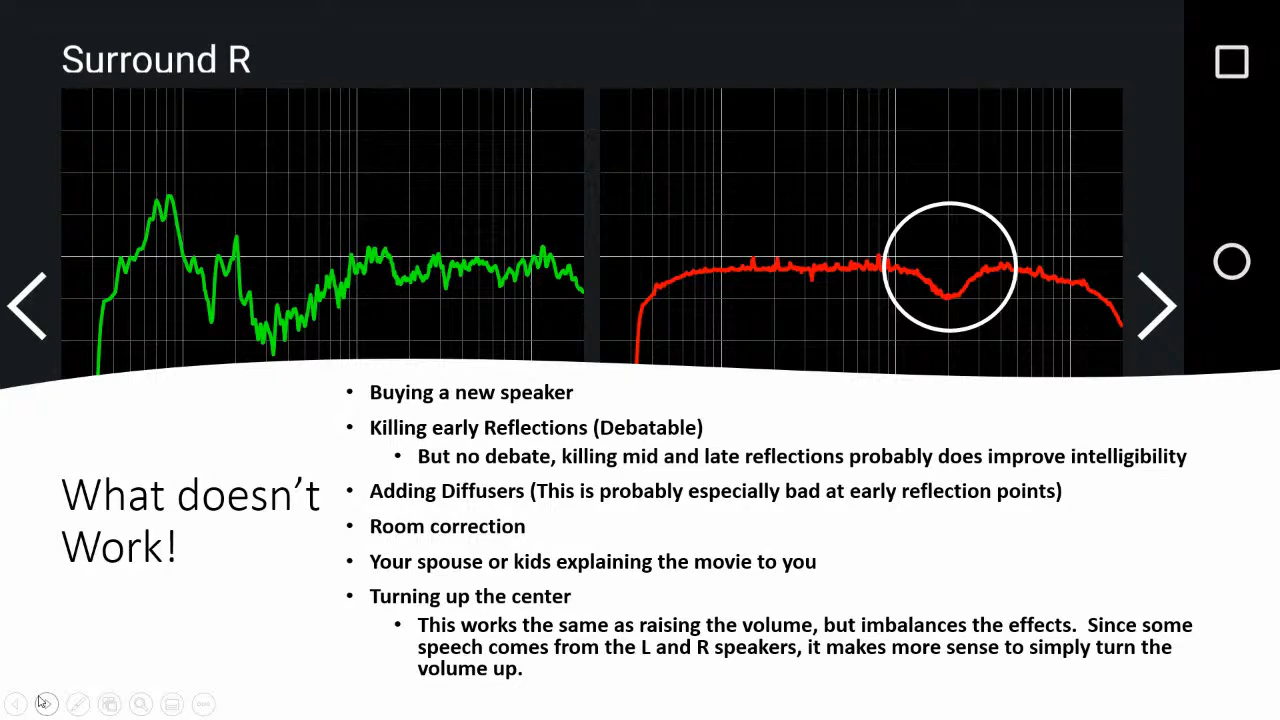 Surround R
What doesn't
Work!
• Buying a new speaker
• Killing early Reflections (Debatable)
• But no debate, killing mid and late reflections probably does improve intelligibility
• Adding Diffusers (This is probably especially bad at early reflection points)
• Room correction
• Your spouse or kids explaining the movie to you
• Turning up the center
• This works the same as raising the volume, but imbalances the effects.  Since some
speech comes from the L and R speakers, it makes more sense to simply turn the
volume up.